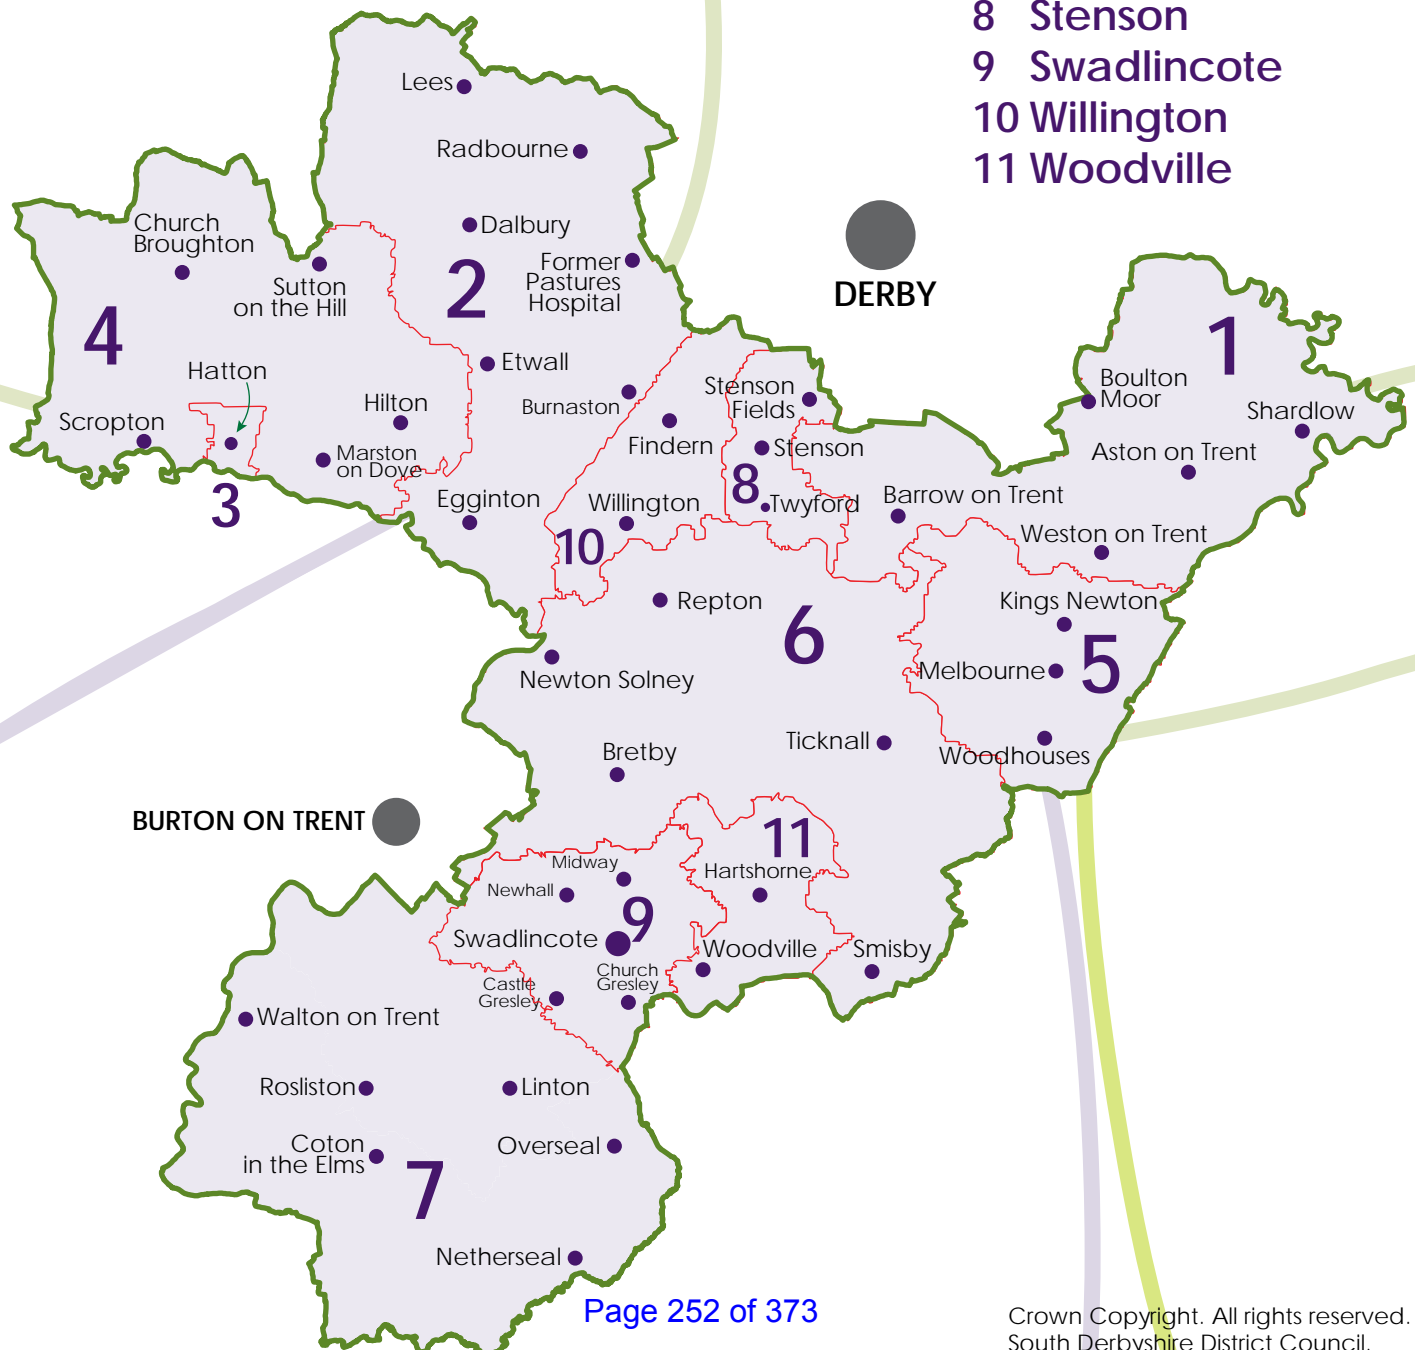 8 Stenson
9 Swadlincote
10 Willington
11 Woodville
Lees
Radbourne
Dalbury
Church
Broughton
Sutton
on the Hill
2
Former
Pastures
Hospital
DERBY
4
1
Hatton
Etwall
Boulton
Moor
Stenson
Fields
Burnaston
Hilton
Shardlow
Scropton
Findern
Stenson
Marston
on Dove
Aston on Trent
3
8
Egginton
Willington
Twyford
Barrow on Trent
10
Weston on Trent
Repton
Kings Newton
6
5
Newton Solney
Melbourne
Ticknall
Bretby
Woodhouses
BURTON ON TRENT
11
Midway
Hartshorne
Newhall
9
Swadlincote
Woodville
Smisby
Church
Gresley
Castle
Gresley
Walton on Trent
Rosliston
Linton
Coton
in the Elms
Overseal
7
Netherseal
Page 252 of 373
Crown Copyright. All rights reserved.
South Derbyshire District Council.